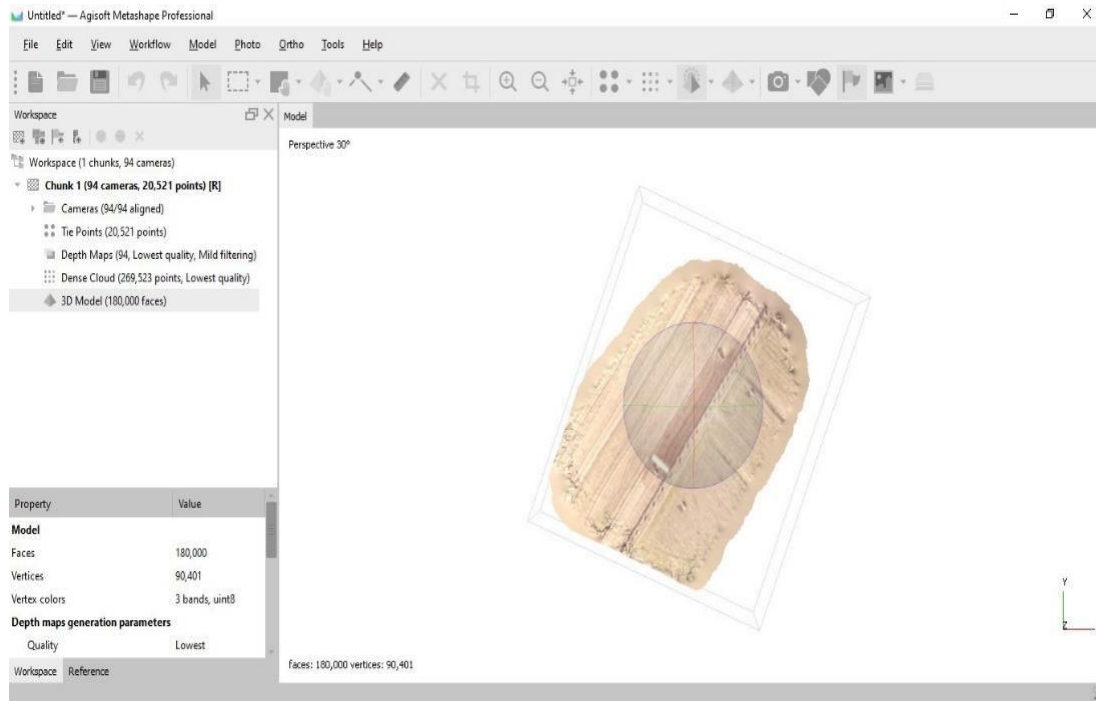 Untitled* — Agisoft Metashape Professional
File Edit View Workflow Model Photo Ortho Tools Help
Workspace
Model
Perspective 30°
Workspace (1 chunks, 94 cameras)
Chunk 1 (94 cameras, 20,521 points) [R]
Cameras (94/94 aligned)
Tie Points (20,521 points)
Depth Maps (94, Lowest quality, Mild filtering)
Dense Cloud (269,523 points, Lowest quality)
3D Model (180,000 faces)
Property Value
Model
Faces 180,000
Vertices 90,401
Vertex colors 3 bands, uint8
Depth maps generation parameters
Quality Lowest
Workspace Reference
faces: 180,000 vertices: 90,401
Y
Z